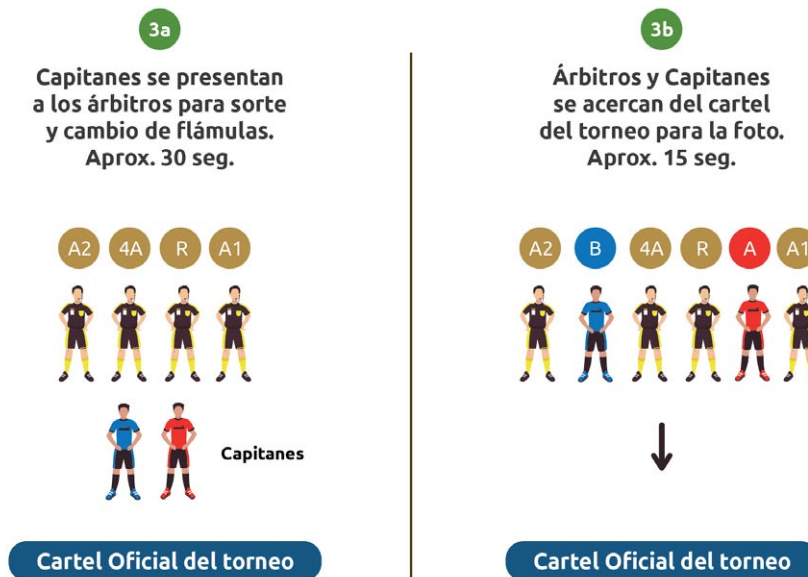 3a
Capitanes se presentan
a los árbitros para sorte
y cambio de flámulas.
Aprox. 30 seg.
A2 4A R A1
Capitanes
Cartel Oficial del torneo
3b
Árbitros y Capitanes
se acercan del cartel
del torneo para la foto.
Aprox. 15 seg.
A2 B 4A R A A1
Cartel Oficial del torneo